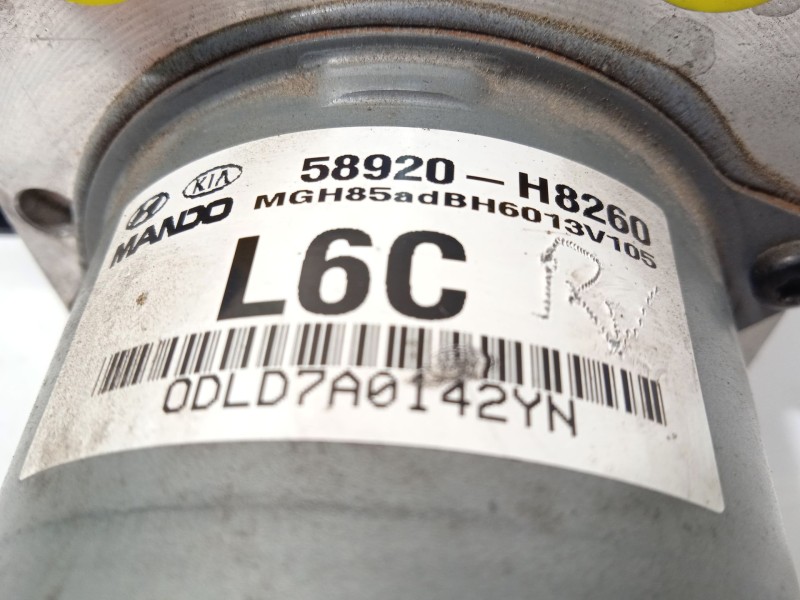 KIA 58920-H8260
MANDO MGH85adBH6013V105
L6C
0DLD7A0142YN